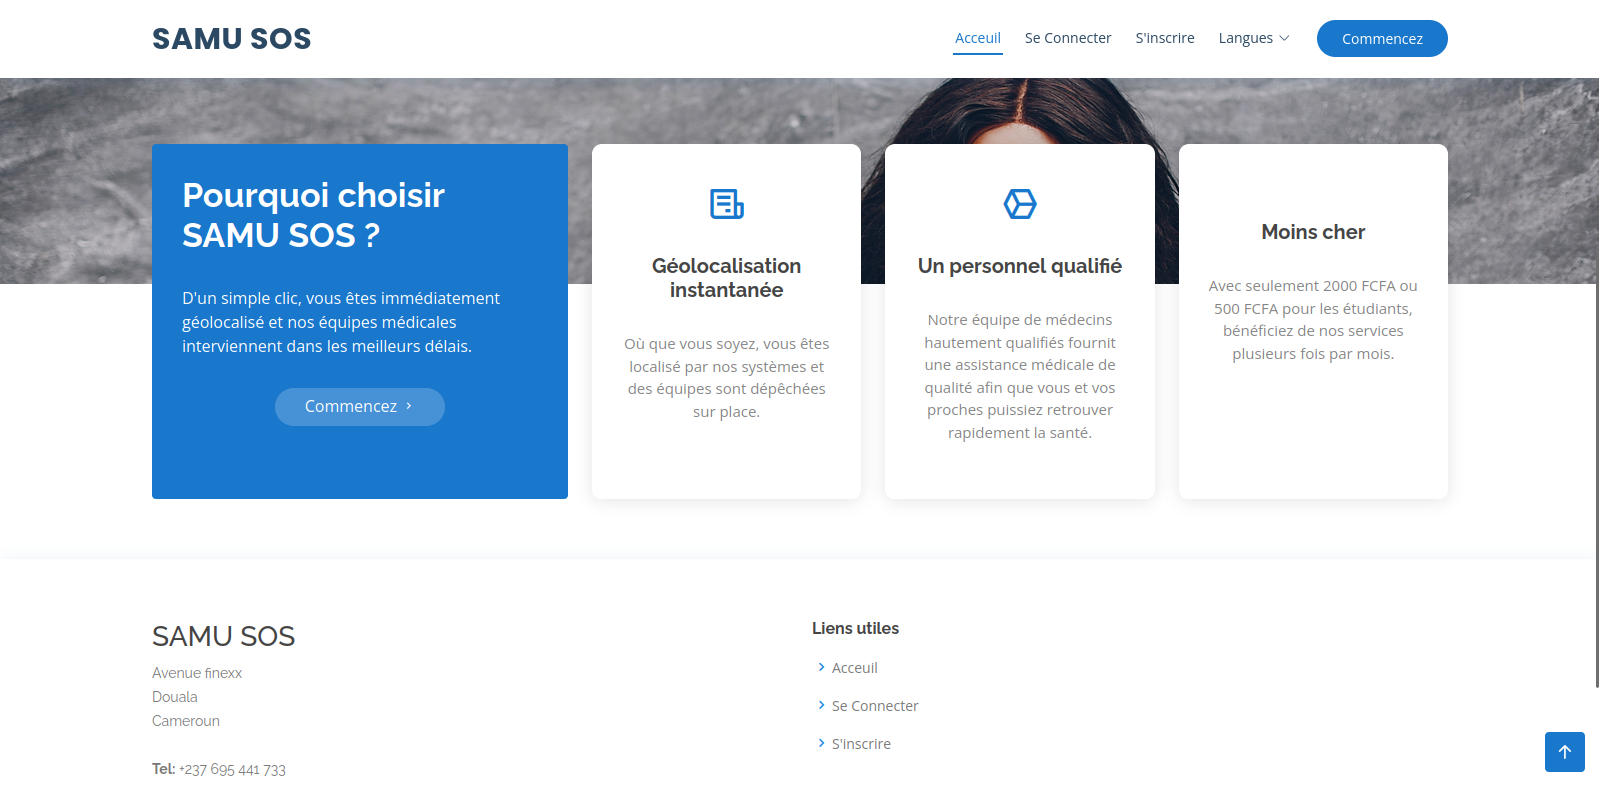 SAMU SOS
Acceuil
Se Connecter
S'inscrire
Langues
Commencez
Pourquoi choisir
SAMU SOS ?
D'un simple clic, vous êtes immédiatement
géolocalisé et nos équipes médicales
interviennent dans les meilleurs délais.
Commencez
Géolocalisation
instantanée
Où que vous soyez, vous êtes
localisé par nos systèmes et
des équipes sont dépêchées
sur place.
Un personnel qualifié
Notre équipe de médecins
hautement qualifiés fournit
une assistance médicale de
qualité afin que vous et vos
proches puissiez retrouver
rapidement la santé.
Moins cher
Avec seulement 2000 FCFA ou
500 FCFA pour les étudiants,
bénéficiez de nos services
plusieurs fois par mois.
SAMU SOS
Avenue finexx
Douala
Cameroun
Tel: +237 695 441 733
Liens utiles
Acceuil
Se Connecter
S'inscrire